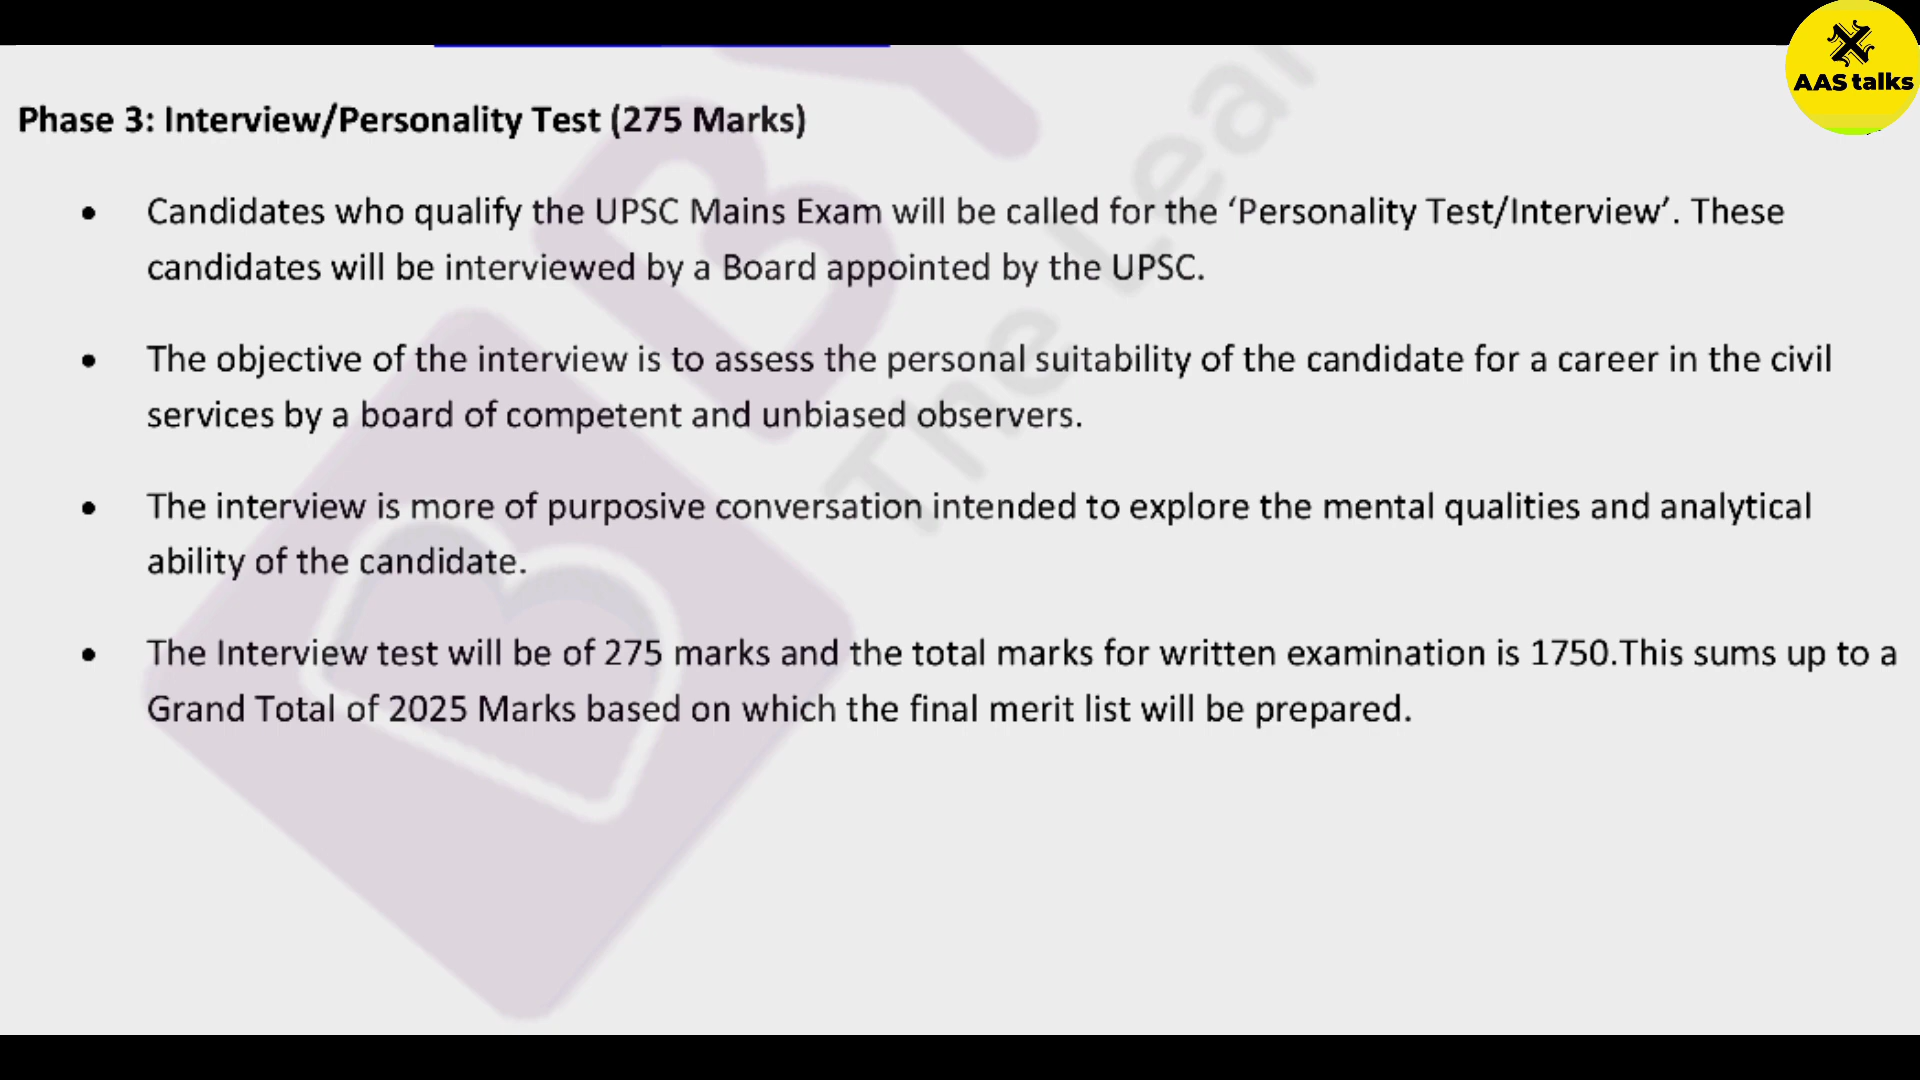 AAS talks
Phase 3: Interview/Personality Test (275 Marks)
• Candidates who qualify the UPSC Mains Exam will be called for the ‘Personality Test/Interview’. These
candidates will be interviewed by a Board appointed by the UPSC.
• The objective of the interview is to assess the personal suitability of the candidate for a career in the civil
services by a board of competent and unbiased observers.
• The interview is more of purposive conversation intended to explore the mental qualities and analytical
ability of the candidate.
• The Interview test will be of 275 marks and the total marks for written examination is 1750.This sums up to a
Grand Total of 2025 Marks based on which the final merit list will be prepared.
BY
The Lear